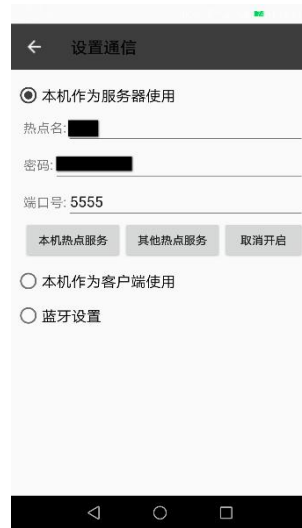 设置通信
本机作为服务器使用
热点名:
密码:
端口号: 5555
本机热点服务 其他热点服务 取消开启
本机作为客户端使用
蓝牙设置